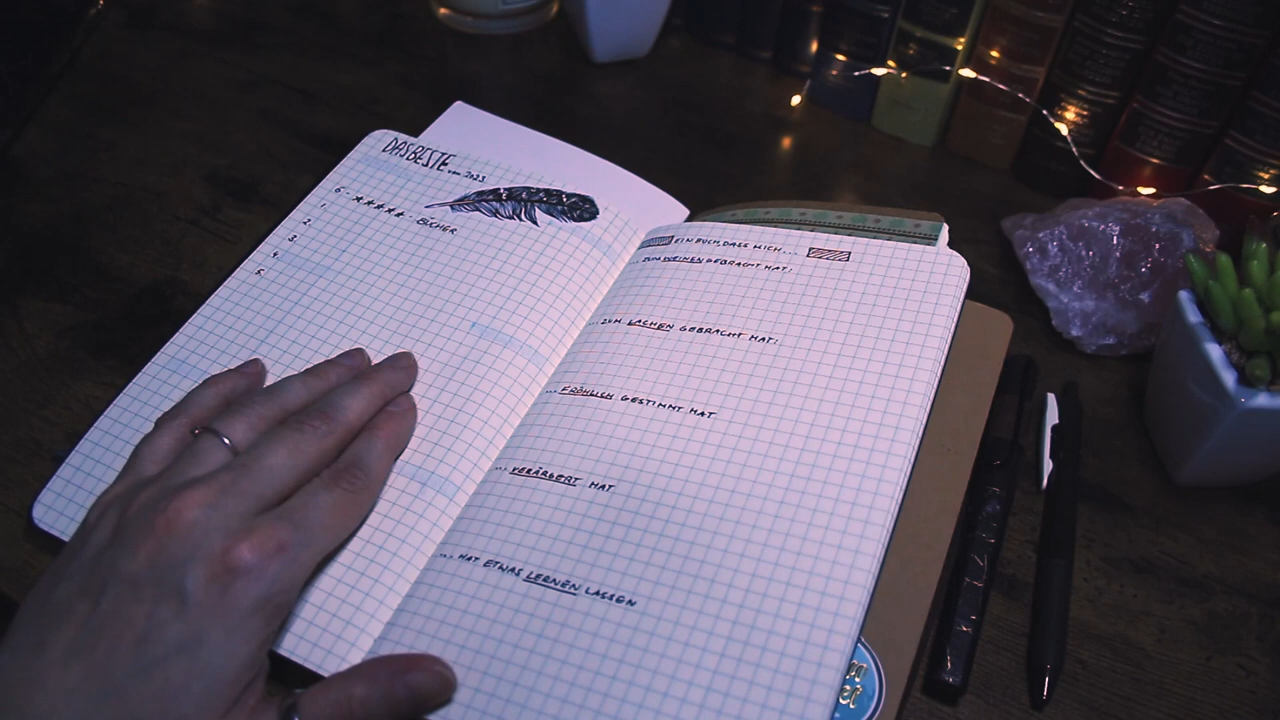 DAS BESTE von 2023
6 - ★★★★★ - BÜCHER
1.
2.
3.
4.
5.
EIN BUCH, DASS MICH...
... ZUM WEINEN GEBRACHT HAT:
... ZUM LACHEN GEBRACHT HAT:
... FRÖHLICH GESTIMMT HAT
... VERÄRGERT HAT
... HAT ETWAS LERNEN LASSEN